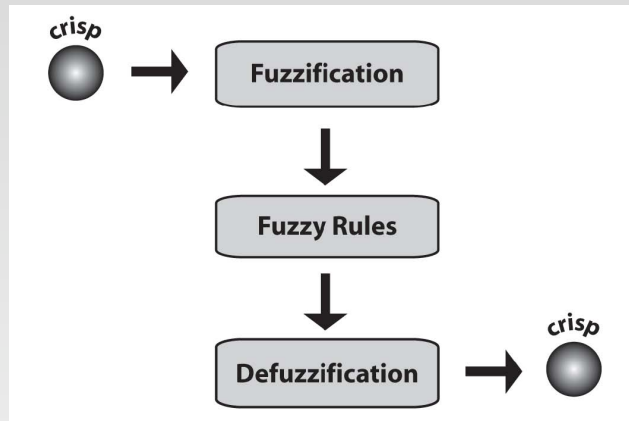 crisp
Fuzzification
Fuzzy Rules
Defuzzification
crisp